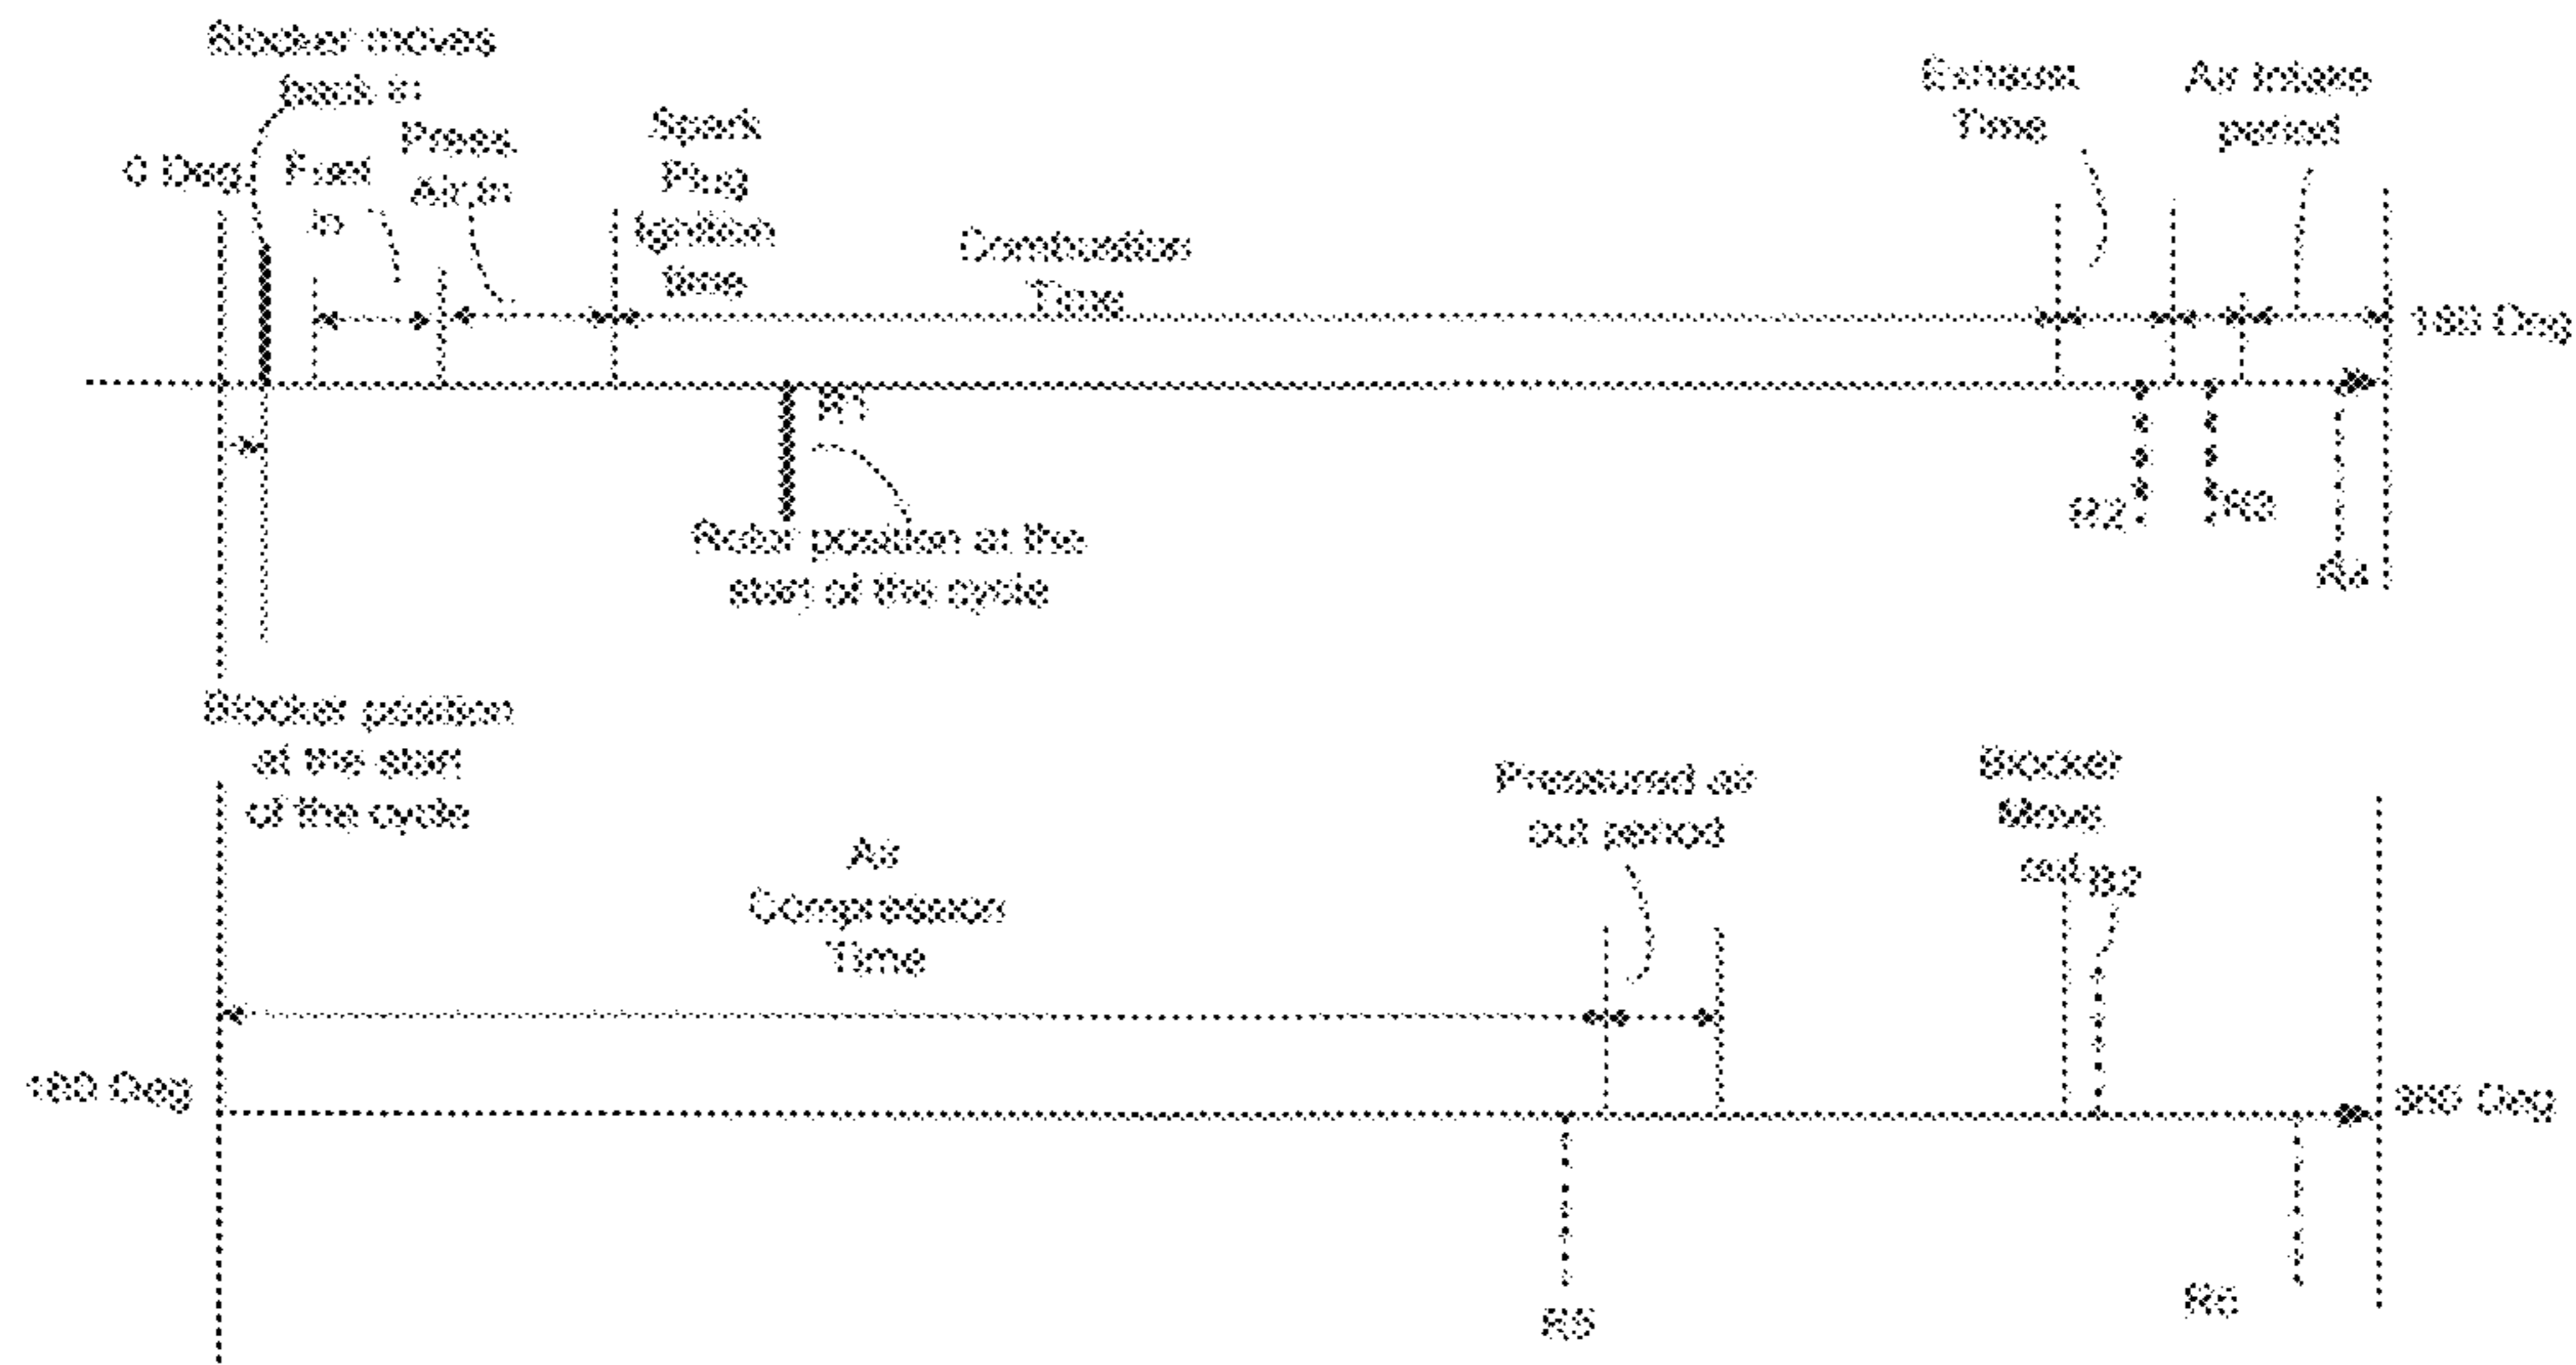 Blocker moves
back in
0 Deg.
Fuel
in
Press.
Air in
Spark
Plug
Ignition
time
Combustion
Time
Exhaust
Time
Air Intake
period
180 Deg
R1
Rotor position at the
start of the cycle
R2
R3
R4
Blocker position
at the start
of the cycle
Air
Compression
Time
Pressured air
out period
Blocker
Move
out
B2
180 Deg
360 Deg
R5
R6